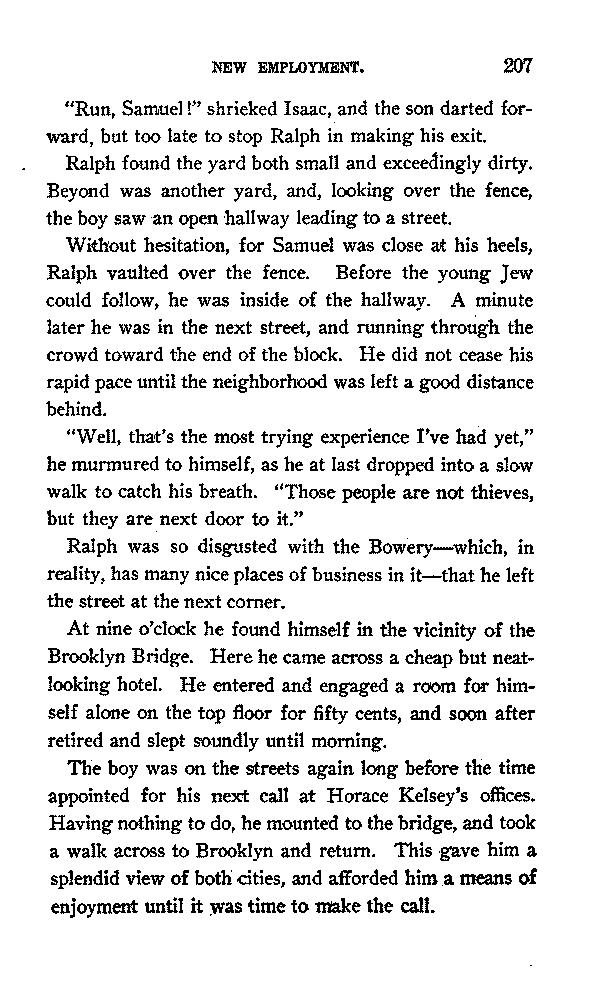 NEW EMPLOYMENT. 207
"Run, Samuel!" shrieked Isaac, and the son darted for-
ward, but too late to stop Ralph in making his exit.
Ralph found the yard both small and exceedingly dirty.
Beyond was another yard, and, looking over the fence,
the boy saw an open hallway leading to a street.
Without hesitation, for Samuel was close at his heels,
Ralph vaulted over the fence. Before the young Jew
could follow, he was inside of the hallway. A minute
later he was in the next street, and running through the
crowd toward the end of the block. He did not cease his
rapid pace until the neighborhood was left a good distance
behind.
"Well, that's the most trying experience I've had yet,"
he murmured to himself, as he at last dropped into a slow
walk to catch his breath. "Those people are not thieves,
but they are next door to it."
Ralph was so disgusted with the Bowery—which, in
reality, has many nice places of business in it—that he left
the street at the next corner.
At nine o'clock he found himself in the vicinity of the
Brooklyn Bridge. Here he came across a cheap but neat-
looking hotel. He entered and engaged a room for him-
self alone on the top floor for fifty cents, and soon after
retired and slept soundly until morning.
The boy was on the streets again long before the time
appointed for his next call at Horace Kelsey's offices.
Having nothing to do, he mounted to the bridge, and took
a walk across to Brooklyn and return. This gave him a
splendid view of both cities, and afforded him a means of
enjoyment until it was time to make the call.